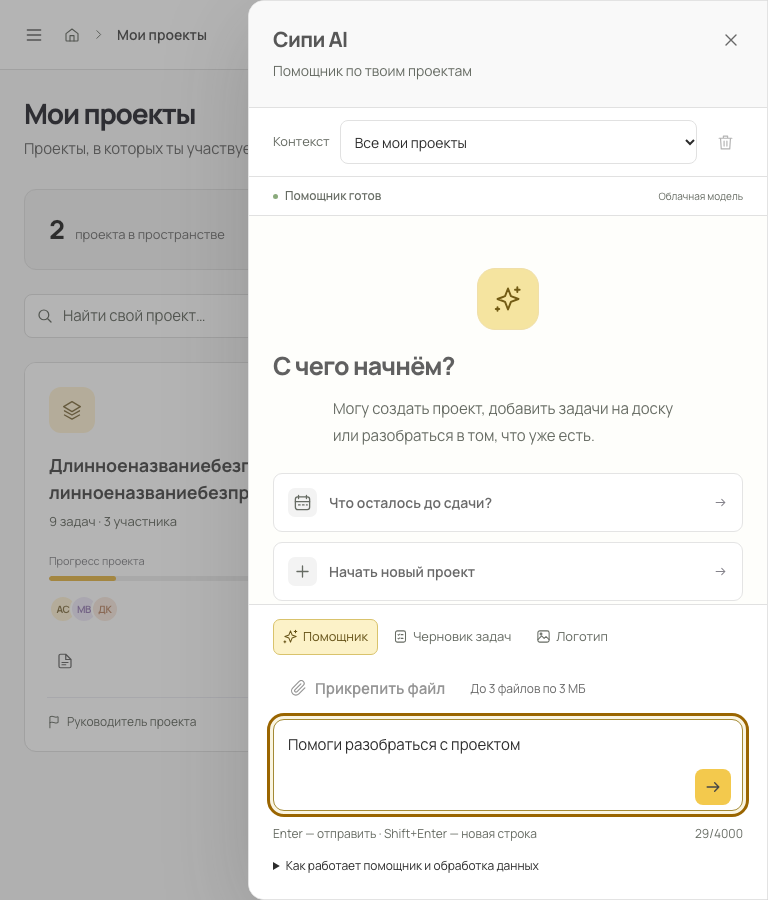 Мои проекты
Мои проекты
Проекты, в которых ты участвуе
2 проекта в пространстве
Найти свой проект…
Длинноеназваниебезг
линноеназваниебезпр
9 задач · 3 участника
Прогресс проекта
АС МВ ДК
Руководитель проекта
Сипи AI
Помощник по твоим проектам
Контекст Все мои проекты
Помощник готов Облачная модель
С чего начнём?
Могу создать проект, добавить задачи на доску
или разобраться в том, что уже есть.
Что осталось до сдачи?
Начать новый проект
Помощник Черновик задач Логотип
Прикрепить файл До 3 файлов по 3 МБ
Помоги разобраться с проектом
Enter — отправить · Shift+Enter — новая строка 29/4000
Как работает помощник и обработка данных